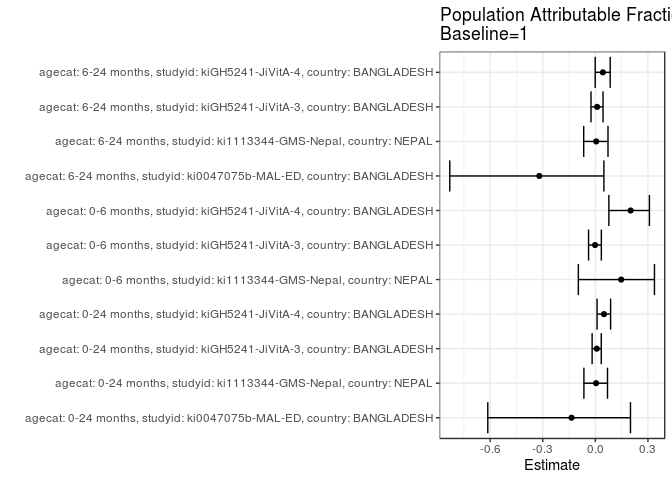 Population Attributable Fracti
Baseline=1
agecat: 6-24 months, studyid: kiGH5241-JiVitA-4, country: BANGLADESH
agecat: 6-24 months, studyid: kiGH5241-JiVitA-3, country: BANGLADESH
agecat: 6-24 months, studyid: ki1113344-GMS-Nepal, country: NEPAL
agecat: 6-24 months, studyid: ki0047075b-MAL-ED, country: BANGLADESH
agecat: 0-6 months, studyid: kiGH5241-JiVitA-4, country: BANGLADESH
agecat: 0-6 months, studyid: kiGH5241-JiVitA-3, country: BANGLADESH
agecat: 0-6 months, studyid: ki1113344-GMS-Nepal, country: NEPAL
agecat: 0-24 months, studyid: kiGH5241-JiVitA-4, country: BANGLADESH
agecat: 0-24 months, studyid: kiGH5241-JiVitA-3, country: BANGLADESH
agecat: 0-24 months, studyid: ki1113344-GMS-Nepal, country: NEPAL
agecat: 0-24 months, studyid: ki0047075b-MAL-ED, country: BANGLADESH
-0.6 -0.3 0.0 0.3
Estimate